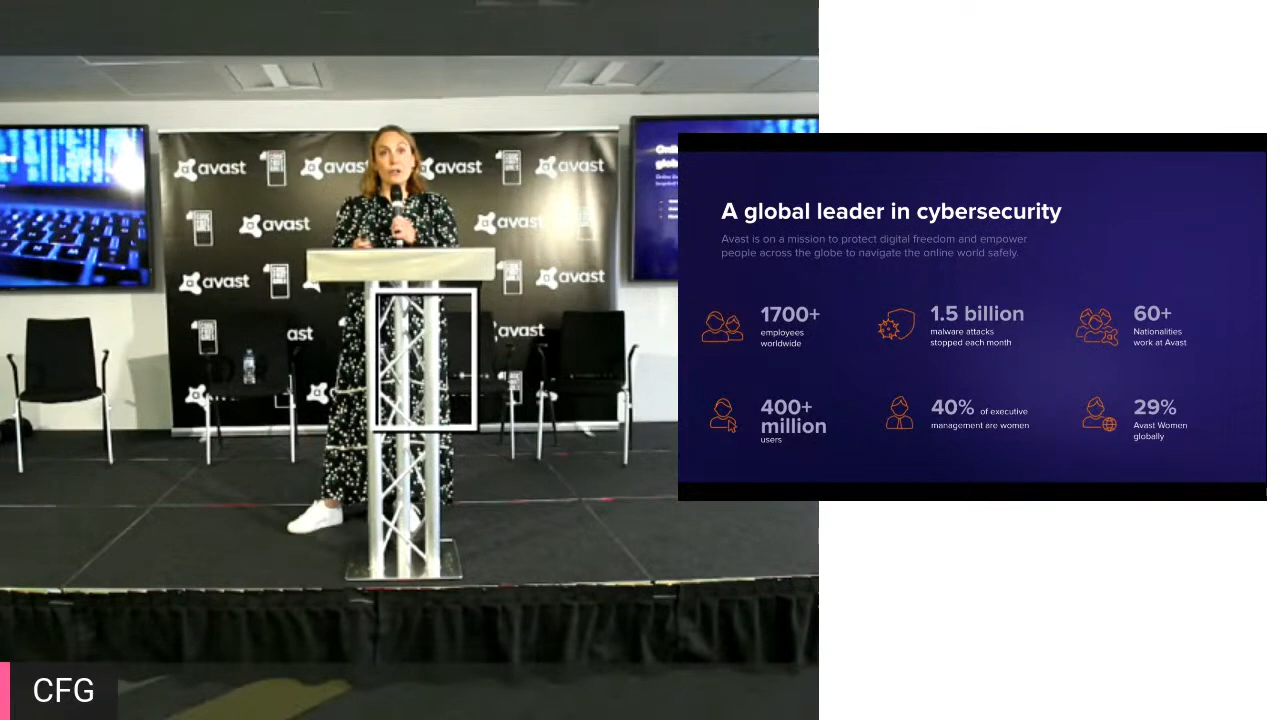 avast
avast
avast
avast
avast
avast
avast
avast
ast
avast
A global leader in cybersecurity
Avast is on a mission to protect digital freedom and empower
people across the globe to navigate the online world safely.
1700+
employees
worldwide
1.5 billion
malware attacks
stopped each month
60+
Nationalities
work at Avast
400+
million
users
40% of executive
management are women
29%
Avast Women
globally
CFG